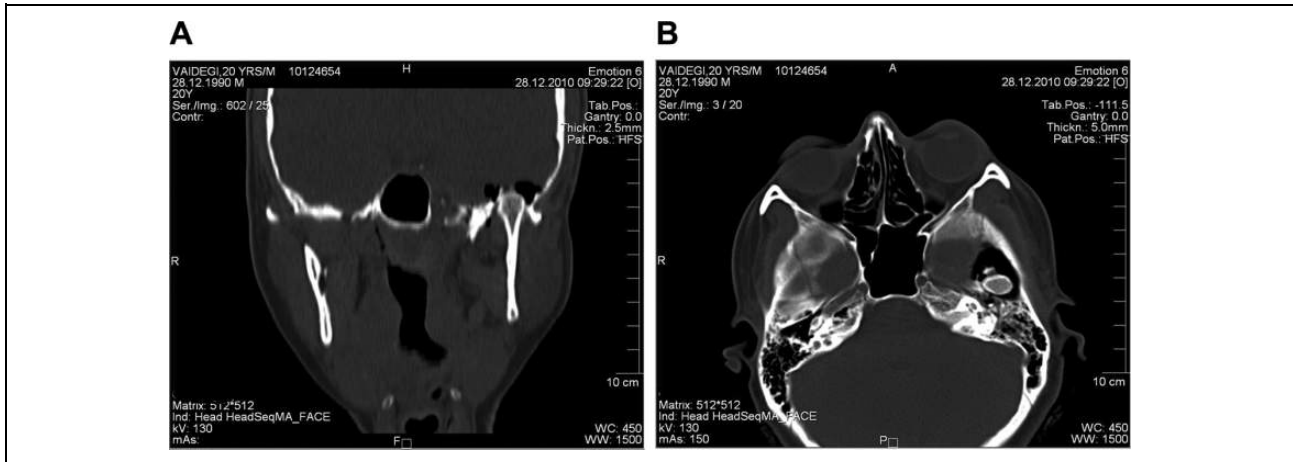 A
VAIDEGI,20 YRS/M 10124654
28.12.1990 M
20Y
Ser./Img.: 602 / 25
Contr:
H
Emotion 6
28.12.2010 09:29:22 [O]
Tab.Pos.:
Gantry: 0.0
Thickn.: 2.5mm
Pat.Pos.: HFS
R
10 cm
Matrix: 512*512
Ind: Head HeadSeqMA_FACE
kV: 130
mAs:
F
WC: 450
WW: 1500
B
VAIDEGI,20 YRS/M 10124654
28.12.1990 M
20Y
Ser./Img.: 3 / 20
Contr:
A
Emotion 6
28.12.2010 09:29:22 [O]
Tab.Pos.: -111.5
Gantry: 0.0
Thickn.: 5.0mm
Pat.Pos.: HFS
R
10 cm
Matrix: 512*512
Ind: Head HeadSeqMA_FACE
kV: 130
mAs: 150
P
WC: 450
WW: 1500